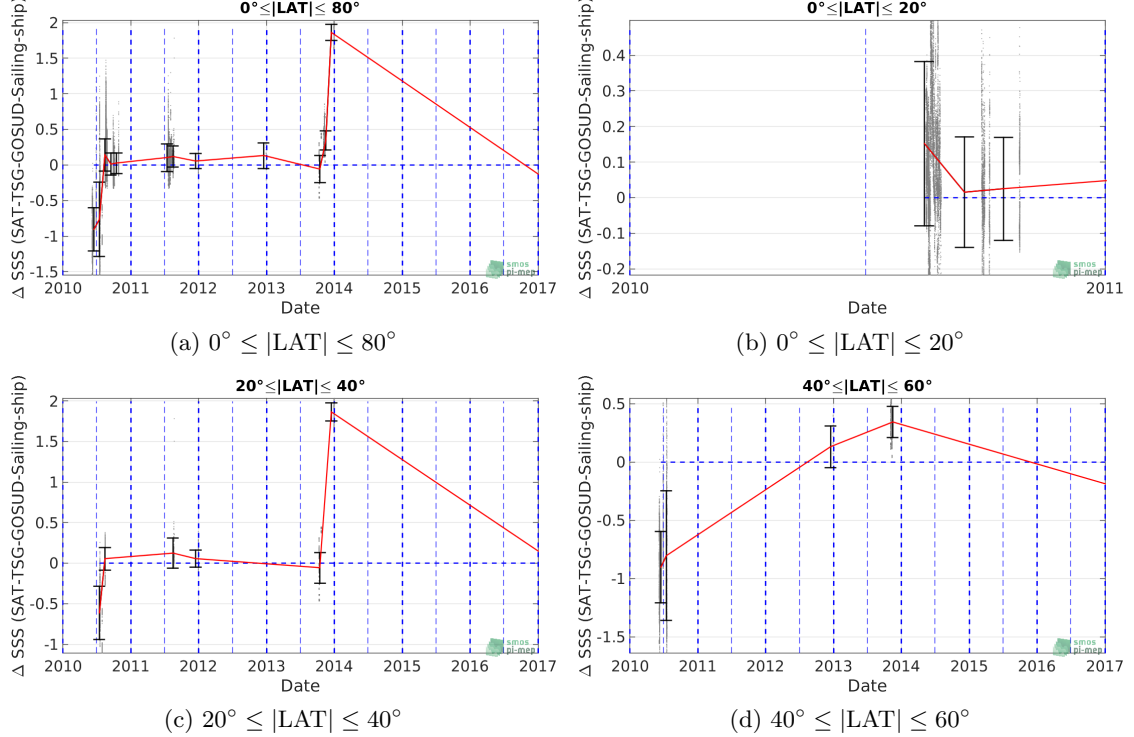 0°≤|LAT|≤ 80°
Δ SSS (SAT-TSG-GOSUD-Sailing-ship)
2
1.5
1
0.5
0
-0.5
-1
-1.5
2010 2011 2012 2013 2014 2015 2016 2017
Date
smos
pi-mep
(a) 0° ≤ |LAT| ≤ 80°
0°≤|LAT|≤ 20°
Δ SSS (SAT-TSG-GOSUD-Sailing-ship)
0.4
0.3
0.2
0.1
0
-0.1
-0.2
2010 2011
Date
smos
pi-mep
(b) 0° ≤ |LAT| ≤ 20°
20°≤|LAT|≤ 40°
Δ SSS (SAT-TSG-GOSUD-Sailing-ship)
2
1.5
1
0.5
0
-0.5
-1
2010 2011 2012 2013 2014 2015 2016 2017
Date
smos
pi-mep
(c) 20° ≤ |LAT| ≤ 40°
40°≤|LAT|≤ 60°
Δ SSS (SAT-TSG-GOSUD-Sailing-ship)
0.5
0
-0.5
-1
-1.5
2010 2011 2012 2013 2014 2015 2016 2017
Date
smos
pi-mep
(d) 40° ≤ |LAT| ≤ 60°